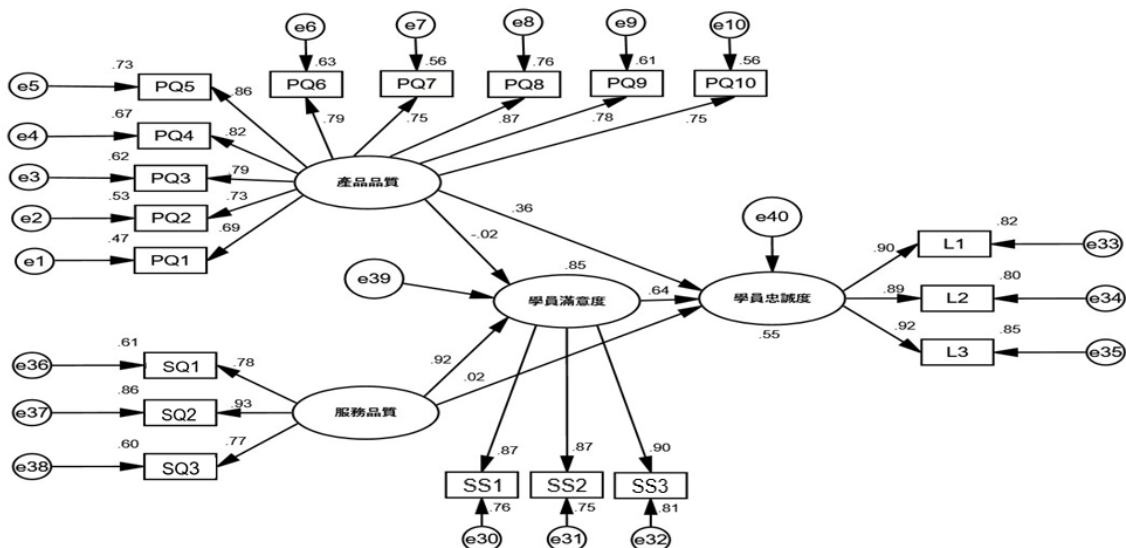 e6 e7 e8 e9 e10
.63 .56 .76 .61 .56
PQ6 PQ7 PQ8 PQ9 PQ10
.79 .75 .87 .78 .75
e5 .73 PQ5 .86
e4 .67 PQ4 .82
e3 .62 PQ3 .79
e2 .53 PQ2 .73
e1 .47 PQ1 .69
產品品質
.36
-.02
e40
e39
.85
學員滿意度
.64
學員忠誠度
.55
.90 L1 .82 e33
.89 L2 .80 e34
.92 L3 .85 e35
e36 .61 SQ1 .78
e37 .86 SQ2 .93
e38 .60 SQ3 .77
服務品質
.92
.02
.87 .87 .90
SS1 SS2 SS3
.76 .75 .81
e30 e31 e32